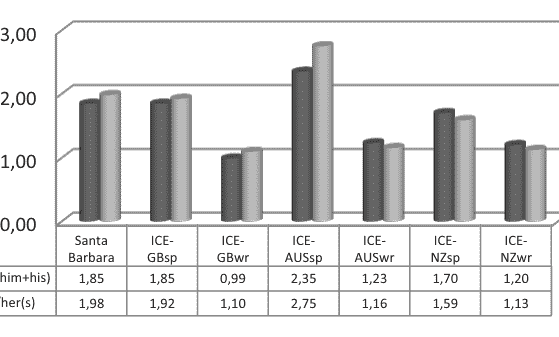 3,00
2,00
1,00
0,00
Santa Barbara ICE-GBsp ICE-GBwr ICE-AUSsp ICE-AUSwr ICE-NZsp ICE-NZwr
him+his) 1,85 1,85 0,99 2,35 1,23 1,70 1,20
her(s) 1,98 1,92 1,10 2,75 1,16 1,59 1,13